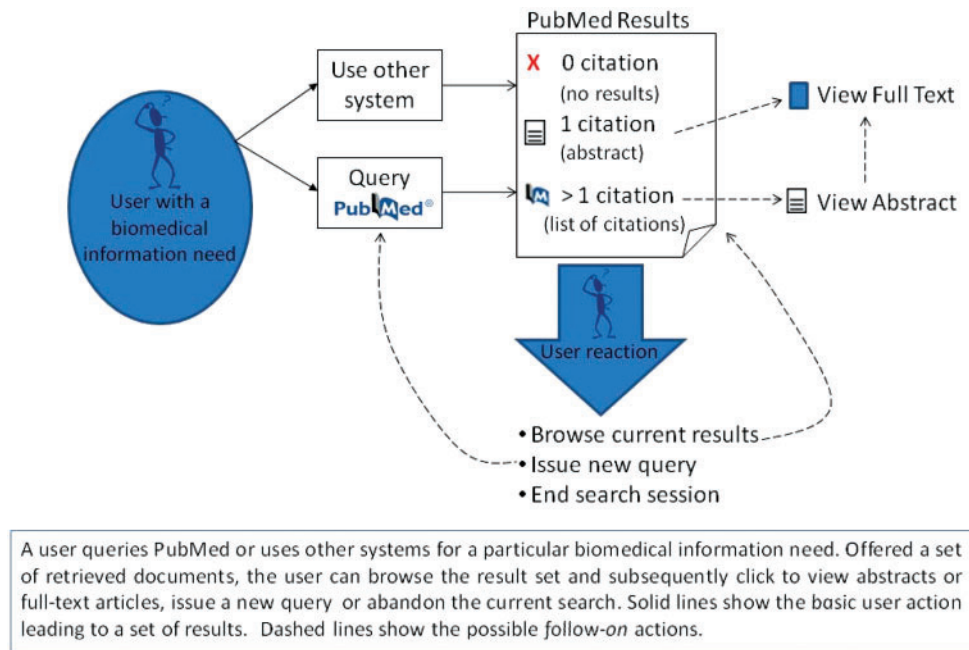 PubMed Results
Use other
system
X 0 citation
(no results)
1 citation
(abstract)
View Full Text
User with a
biomedical
information need
Query
PubMed®
M > 1 citation
(list of citations)
View Abstract
User reaction
• Browse current results
• Issue new query
• End search session
A user queries PubMed or uses other systems for a particular biomedical information need. Offered a set
of retrieved documents, the user can browse the result set and subsequently click to view abstracts or
full-text articles, issue a new query or abandon the current search. Solid lines show the basic user action
leading to a set of results. Dashed lines show the possible follow-on actions.